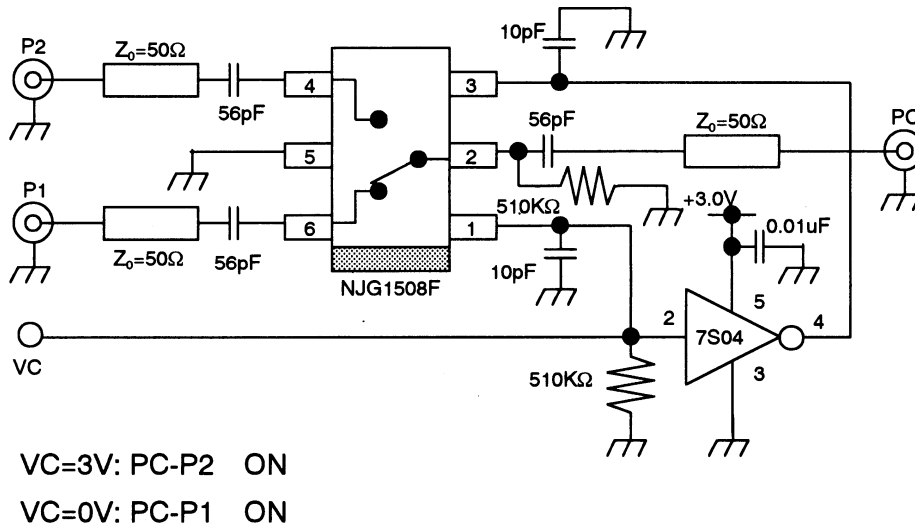 P2
Z₀=50Ω
56pF
4
3
10pF
5
2
56pF
Z₀=50Ω
PC
P1
Z₀=50Ω
56pF
6
1
510KΩ
10pF
+3.0V
0.01uF
NJG1508F
VC
2
7S04
5
4
3
510KΩ
VC=3V: PC-P2 ON
VC=0V: PC-P1 ON